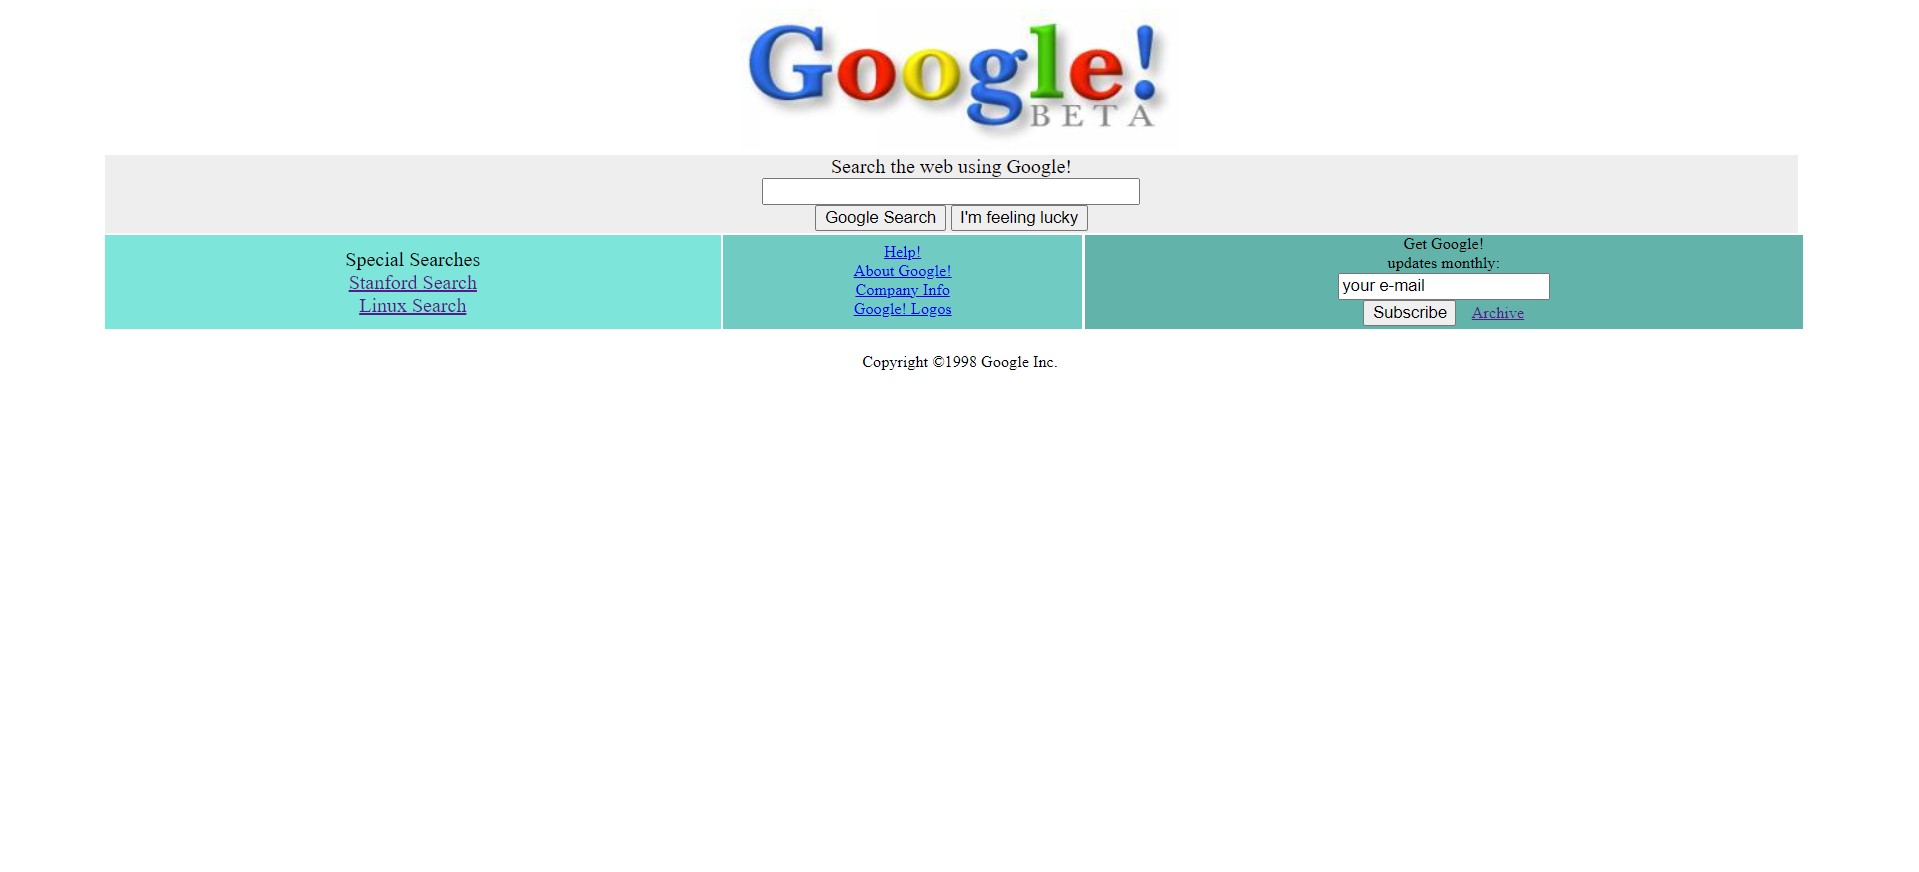 Google!
BETA
Search the web using Google!
Google Search I'm feeling lucky
Special Searches
Stanford Search
Linux Search
Help!
About Google!
Company Info
Google! Logos
Get Google!
updates monthly:
your e-mail
Subscribe Archive
Copyright ©1998 Google Inc.